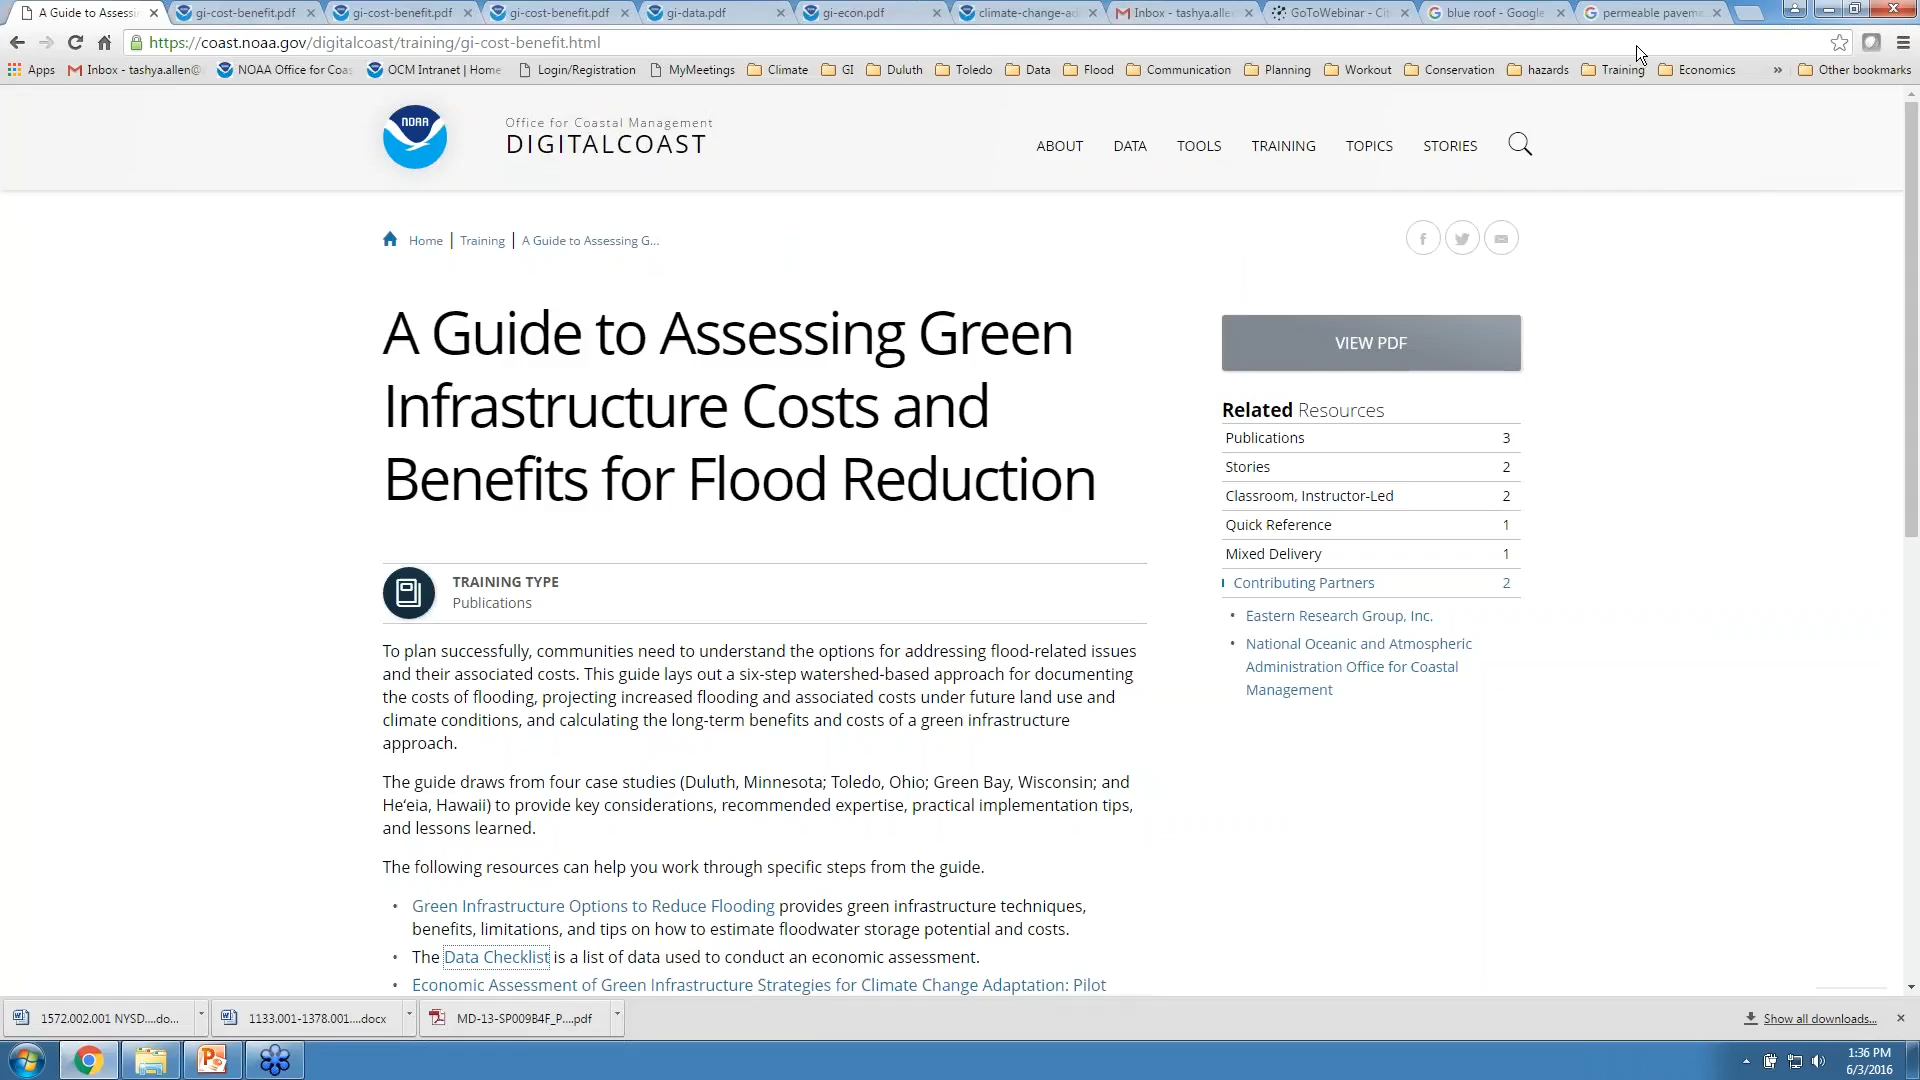 A Guide to Assessi
gi-cost-benefit.pdf
gi-cost-benefit.pdf
gi-cost-benefit.pdf
gi-data.pdf
gi-econ.pdf
climate-change-ad
Inbox - tashya.alle
GoToWebinar - Cit
blue roof - Google
permeable paveme
https://coast.noaa.gov/digitalcoast/training/gi-cost-benefit.html
Apps
Inbox - tashya.allen@
NOAA Office for Coas
OCM Intranet | Home
Login/Registration
MyMeetings
Climate
GI
Duluth
Toledo
Data
Flood
Communication
Planning
Workout
Conservation
hazards
Training
Economics
»
Other bookmarks
NOAA
Office for Coastal Management
DIGITALCOAST
ABOUT
DATA
TOOLS
TRAINING
TOPICS
STORIES
Home | Training | A Guide to Assessing G...
A Guide to Assessing Green
Infrastructure Costs and
Benefits for Flood Reduction
TRAINING TYPE
Publications
To plan successfully, communities need to understand the options for addressing flood-related issues
and their associated costs. This guide lays out a six-step watershed-based approach for documenting
the costs of flooding, projecting increased flooding and associated costs under future land use and
climate conditions, and calculating the long-term benefits and costs of a green infrastructure
approach.
The guide draws from four case studies (Duluth, Minnesota; Toledo, Ohio; Green Bay, Wisconsin; and
Heʻeia, Hawaii) to provide key considerations, recommended expertise, practical implementation tips,
and lessons learned.
The following resources can help you work through specific steps from the guide.
• Green Infrastructure Options to Reduce Flooding provides green infrastructure techniques,
benefits, limitations, and tips on how to estimate floodwater storage potential and costs.
• The Data Checklist is a list of data used to conduct an economic assessment.
• Economic Assessment of Green Infrastructure Strategies for Climate Change Adaptation: Pilot
VIEW PDF
Related Resources
Publications 3
Stories 2
Classroom, Instructor-Led 2
Quick Reference 1
Mixed Delivery 1
Contributing Partners 2
• Eastern Research Group, Inc.
• National Oceanic and Atmospheric
Administration Office for Coastal
Management
1572.002.001 NYSD....do...
1133.001-1378.001....docx
MD-13-SP009B4F_P....pdf
Show all downloads...
1:36 PM
6/3/2016